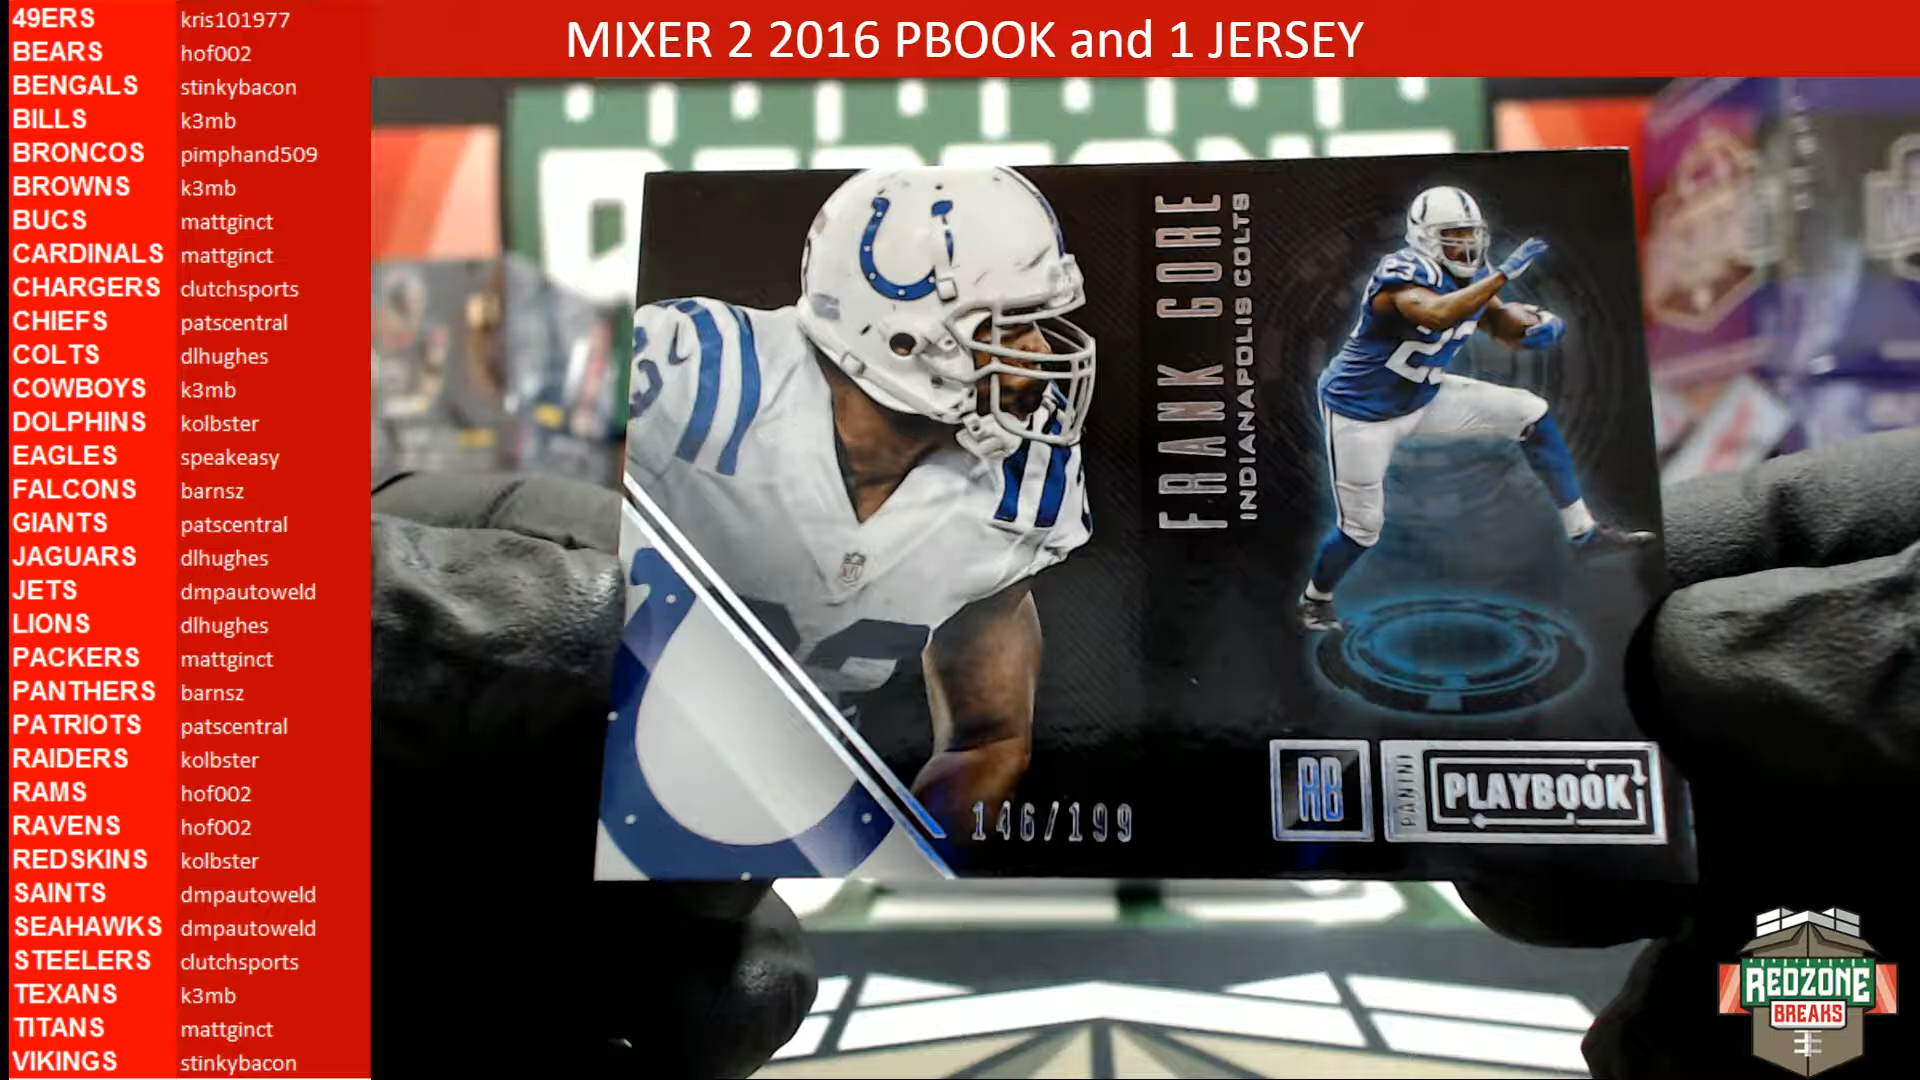 MIXER 2 2016 PBOOK and 1 JERSEY
49ERS kris101977
BEARS hof002
BENGALS stinkybacon
BILLS k3mb
BRONCOS pimphand509
BROWNS k3mb
BUCS mattginct
CARDINALS mattginct
CHARGERS clutchsports
CHIEFS patscentral
COLTS dlhughes
COWBOYS k3mb
DOLPHINS kolbster
EAGLES speakeasy
FALCONS barnsz
GIANTS patscentral
JAGUARS dlhughes
JETS dmpautoweld
LIONS dlhughes
PACKERS mattginct
PANTHERS barnsz
PATRIOTS patscentral
RAIDERS kolbster
RAMS hof002
RAVENS hof002
REDSKINS kolbster
SAINTS dmpautoweld
SEAHAWKS dmpautoweld
STEELERS clutchsports
TEXANS k3mb
TITANS mattginct
VIKINGS stinkybacon
FRANK GORE
INDIANAPOLIS COLTS
23
NFL
146/199
RB
PANINI
PLAYBOOK
REDZONE
BREAKS